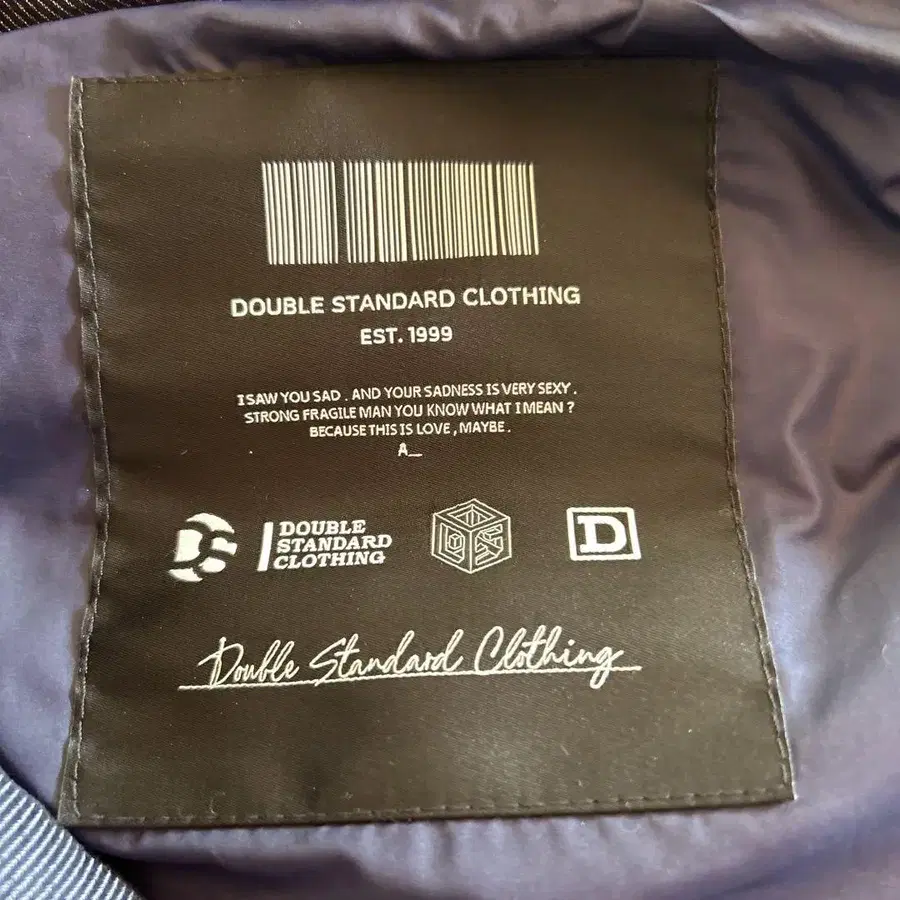 DOUBLE STANDARD CLOTHING
EST. 1999
I SAW YOU SAD . AND YOUR SADNESS IS VERY SEXY .
STRONG FRAGILE MAN YOU KNOW WHAT I MEAN ?
BECAUSE THIS IS LOVE , MAYBE .
A_
DS
DOUBLE
STANDARD
CLOTHING
D
Double Standard Clothing